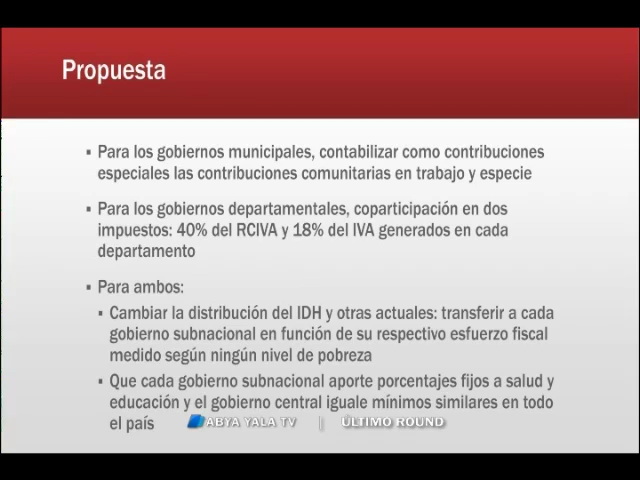 Propuesta
▪ Para los gobiernos municipales, contabilizar como contribuciones
especiales las contribuciones comunitarias en trabajo y especie
▪ Para los gobiernos departamentales, coparticipación en dos
impuestos: 40% del RCIVA y 18% del IVA generados en cada
departamento
▪ Para ambos:
▪ Cambiar la distribución del IDH y otras actuales: transferir a cada
gobierno subnacional en función de su respectivo esfuerzo fiscal
medido según ningún nivel de pobreza
▪ Que cada gobierno subnacional aporte porcentajes fijos a salud y
educación y el gobierno central iguale mínimos similares en todo
el país
ABYA YALA TV | ÚLTIMO ROUND